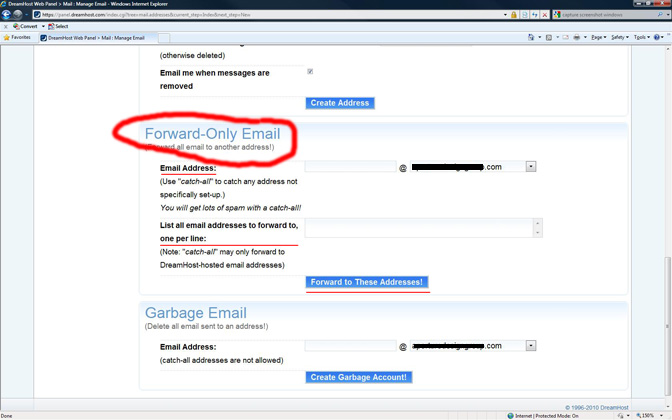 DreamHost Web Panel > Mail : Manage Email - Windows Internet Explorer
https://panel.dreamhost.com/index.cgi?tree=mail.addresses&current_step=Index&next_step=New
capture screenshot windows
Convert Select
DreamHost Web Panel > Mail : Manage Email
Page Safety Tools
(otherwise deleted)
Email me when messages are
removed
Create Address
Forward-Only Email
(Forward all email to another address!)
Email Address: @ .com
(Use "catch-all" to catch any address not
specifically set-up.)
You will get lots of spam with a catch-all!
List all email addresses to forward to,
one per line:
(Note: "catch-all" may only forward to
DreamHost-hosted email addresses)
Forward to These Addresses!
Garbage Email
(Delete all email sent to an address!)
Email Address: @ .com
(catch-all addresses are not allowed)
Create Garbage Account!
© 1996-2010 DreamHost
Done Internet | Protected Mode: On 150%